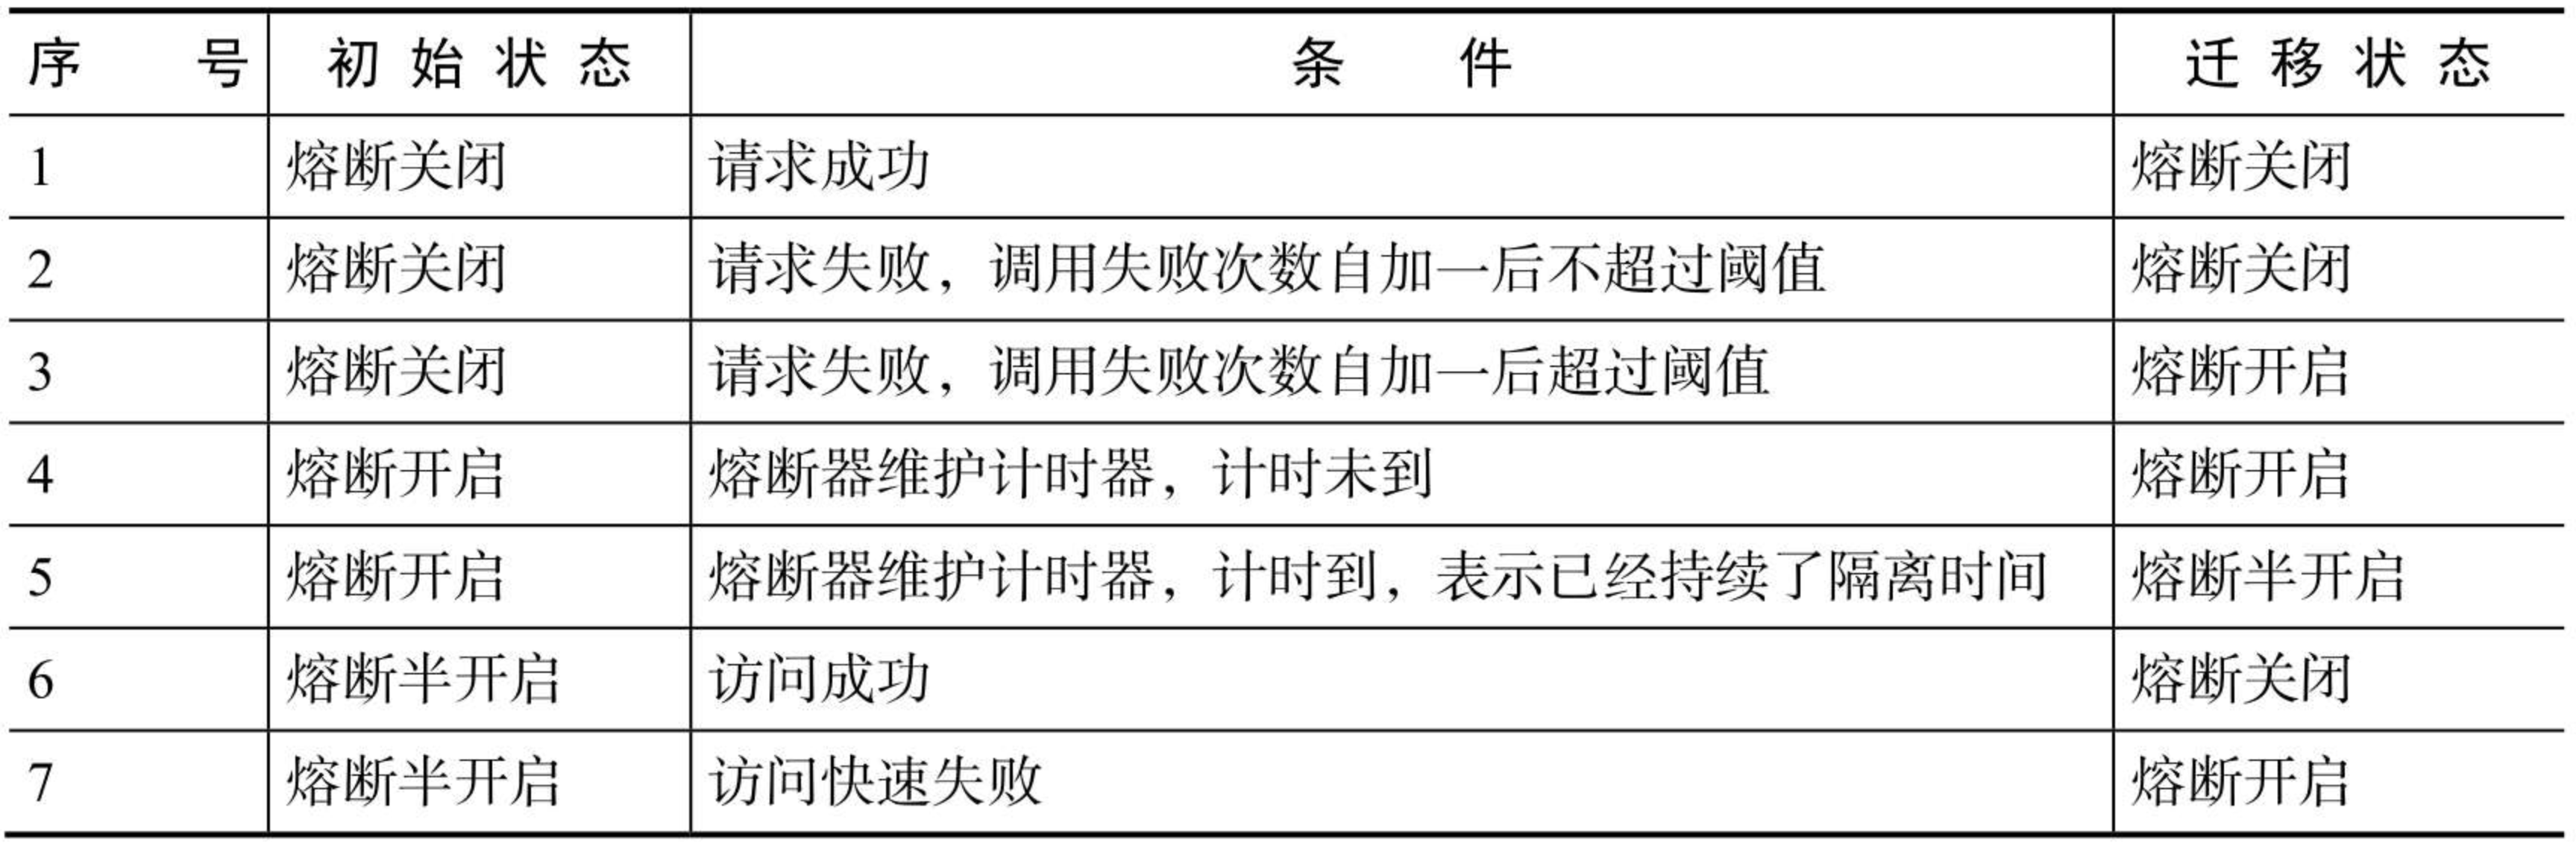 序号 初始状态 条件 迁移状态
1 熔断关闭 请求成功 熔断关闭
2 熔断关闭 请求失败，调用失败次数自加一后不超过阈值 熔断关闭
3 熔断关闭 请求失败，调用失败次数自加一后超过阈值 熔断开启
4 熔断开启 熔断器维护计时器，计时未到 熔断开启
5 熔断开启 熔断器维护计时器，计时到，表示已经持续了隔离时间 熔断半开启
6 熔断半开启 访问成功 熔断关闭
7 熔断半开启 访问快速失败 熔断开启